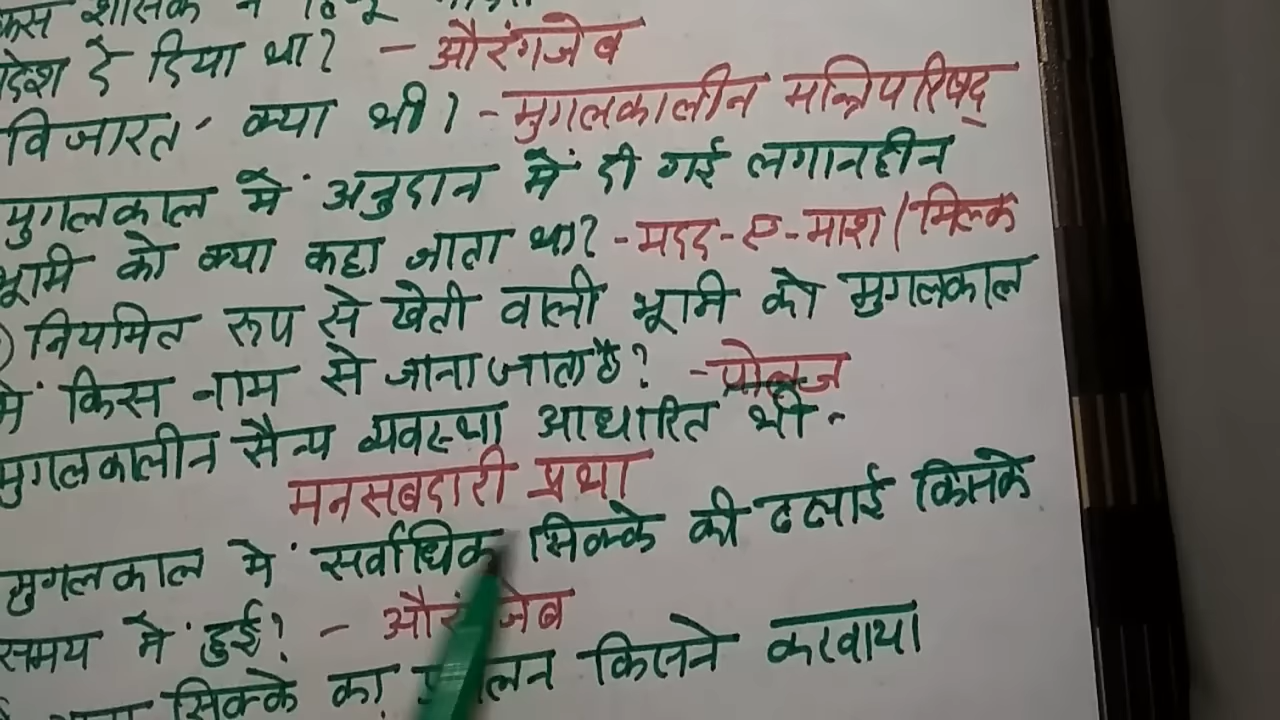 शासक ने
दे दिया था? - औरंगजेब
विजारत' क्या थी? - मुगलकालीन मन्त्रिपरिषद्
मुगलकाल में अनुदान में दी गई लगानहीन
भूमि को क्या कहा जाता था? - मदद-ए-माश / मिल्क
) नियमित रूप से खेती वाली भूमि को मुगलकाल
में किस नाम से जाना जाता है? - पोलज
मुगलकालीन सैन्य व्यवस्था आधारित थी -
मनसबदारी प्रथा
मुगलकाल में सर्वाधिक सिक्के की ढलाई किसके
समय में हुई? - औरंगजेब
सिक्के का किसने करवाया